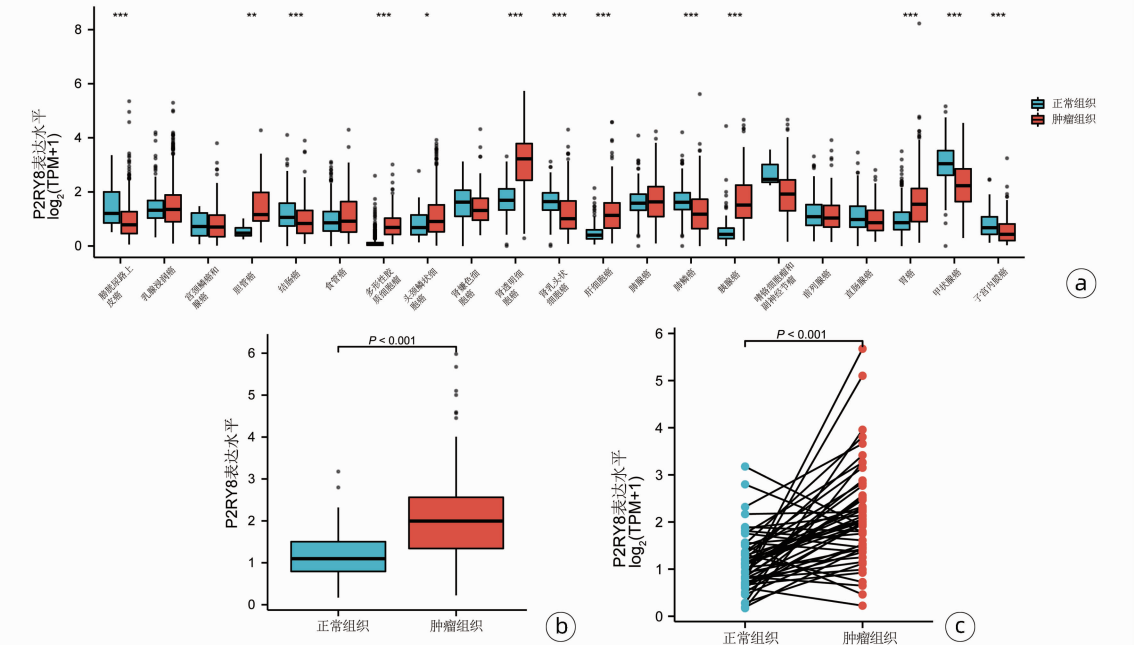 *** ** *** *** * *** *** *** *** *** *** *** ***
8
6
4
2
0
P2RY8表达水平
log₂(TPM+1)
正常组织
肿瘤组织
膀胱尿路上
皮癌
乳腺浸润癌
宫颈鳞癌和
腺癌
胆管癌
结肠癌
食管癌
多形性胶
质细胞瘤
头颈鳞状细
胞癌
肾嫌色细
胞癌
肾透明细
胞癌
肾乳头状
细胞癌
肝细胞癌
肺腺癌
肺鳞癌
胰腺癌
嗜铬细胞瘤和
副神经节瘤
前列腺癌
直肠腺癌
胃癌
甲状腺癌
子宫内膜癌
a
P < 0.001
6
5
4
3
2
1
0
P2RY8表达水平
正常组织 肿瘤组织
b
P < 0.001
6
5
4
3
2
1
0
P2RY8表达水平
log₂(TPM+1)
正常组织 肿瘤组织
c